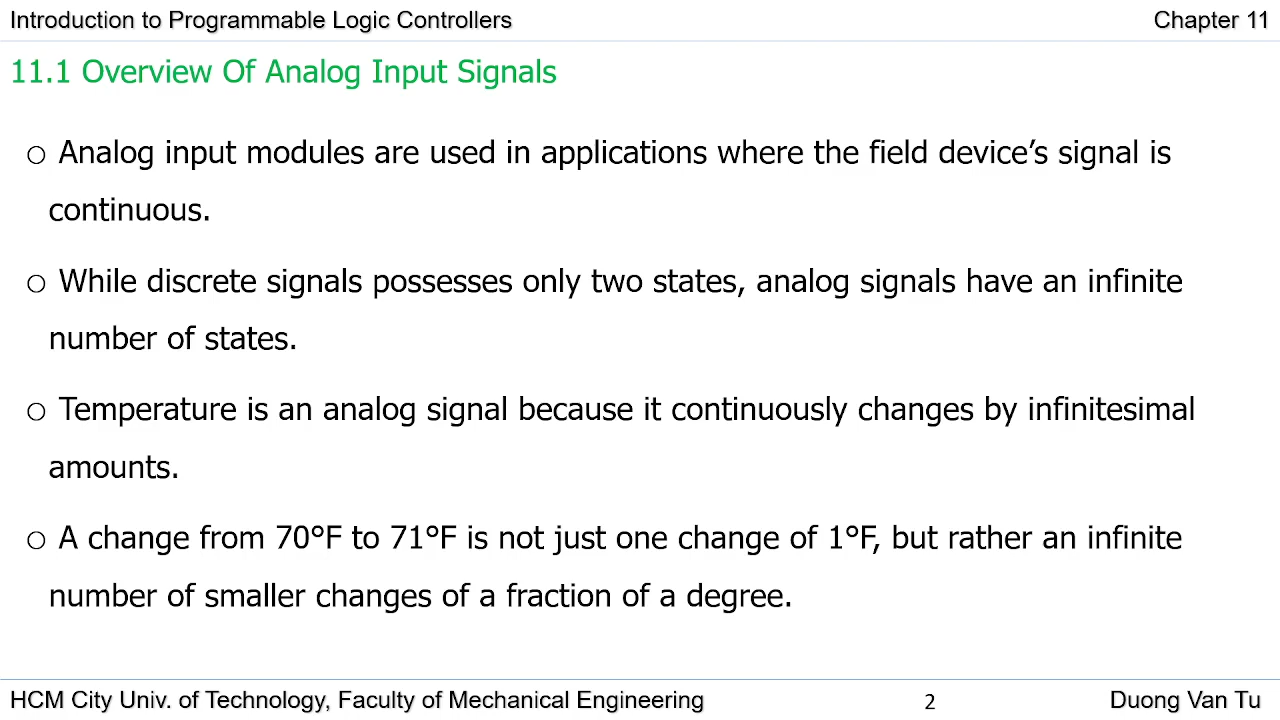 Introduction to Programmable Logic Controllers
Chapter 11
11.1 Overview Of Analog Input Signals
○ Analog input modules are used in applications where the field device’s signal is
continuous.
○ While discrete signals possesses only two states, analog signals have an infinite
number of states.
○ Temperature is an analog signal because it continuously changes by infinitesimal
amounts.
○ A change from 70°F to 71°F is not just one change of 1°F, but rather an infinite
number of smaller changes of a fraction of a degree.
HCM City Univ. of Technology, Faculty of Mechanical Engineering
2
Duong Van Tu